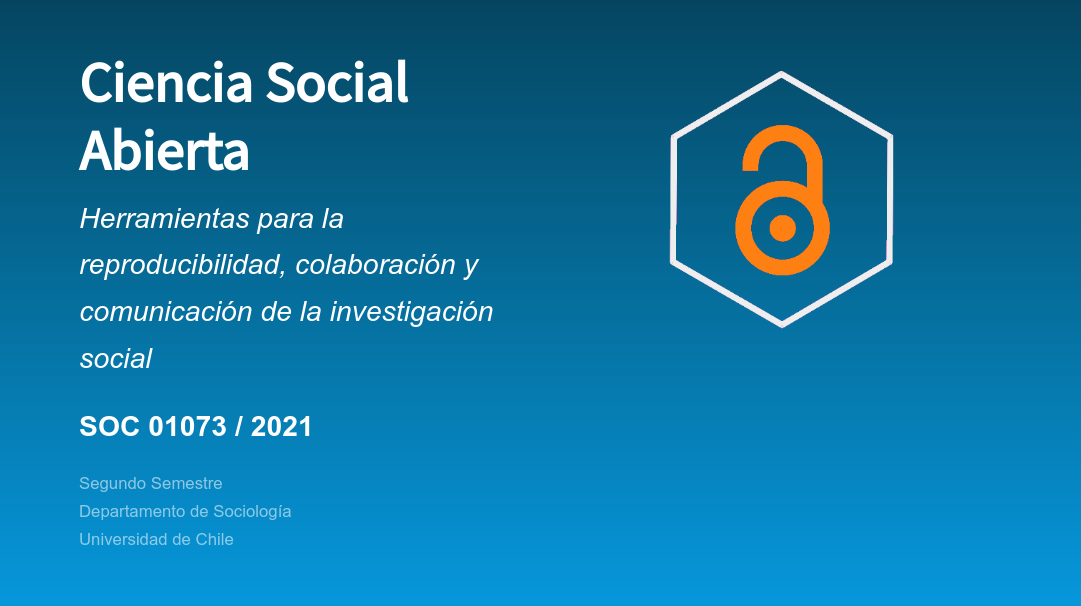 Ciencia Social
Abierta
Herramientas para la
reproducibilidad, colaboración y
comunicación de la investigación
social
SOC 01073 / 2021
Segundo Semestre
Departamento de Sociología
Universidad de Chile